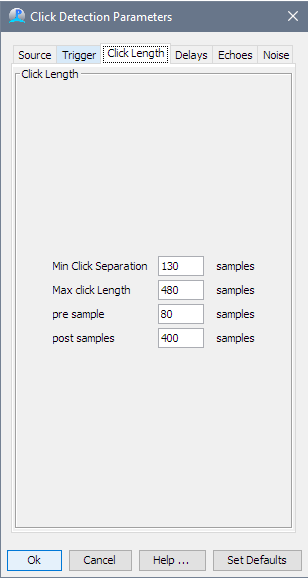 Click Detection Parameters
Source Trigger Click Length Delays Echoes Noise
Click Length
Min Click Separation 130 samples
Max click Length 480 samples
pre sample 80 samples
post samples 400 samples
Ok Cancel Help ... Set Defaults